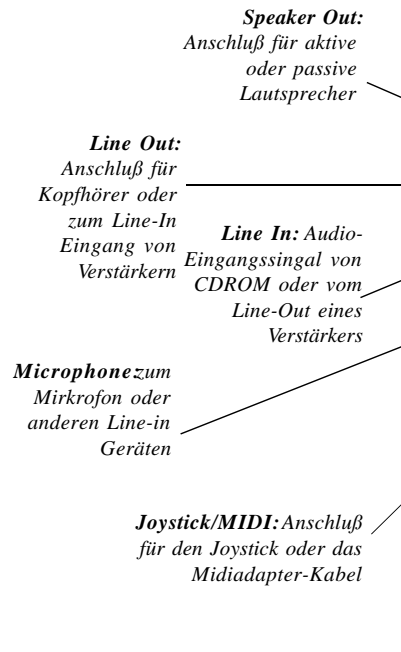 Speaker Out:
Anschluß für aktive
oder passive
Lautsprecher
Line Out:
Anschluß für
Kopfhörer oder
zum Line-In
Eingang von
Verstärkern
Line In: Audio-
Eingangssingal von
CDROM oder vom
Line-Out eines
Verstärkers
Microphone:zum
Mirkrofon oder
anderen Line-in
Geräten
Joystick/MIDI: Anschluß
für den Joystick oder das
Midiadapter-Kabel